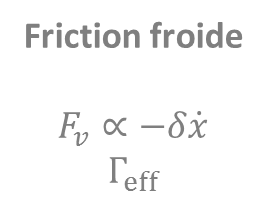 Friction froide
F_v ∝ −δẋ
Γ_eff